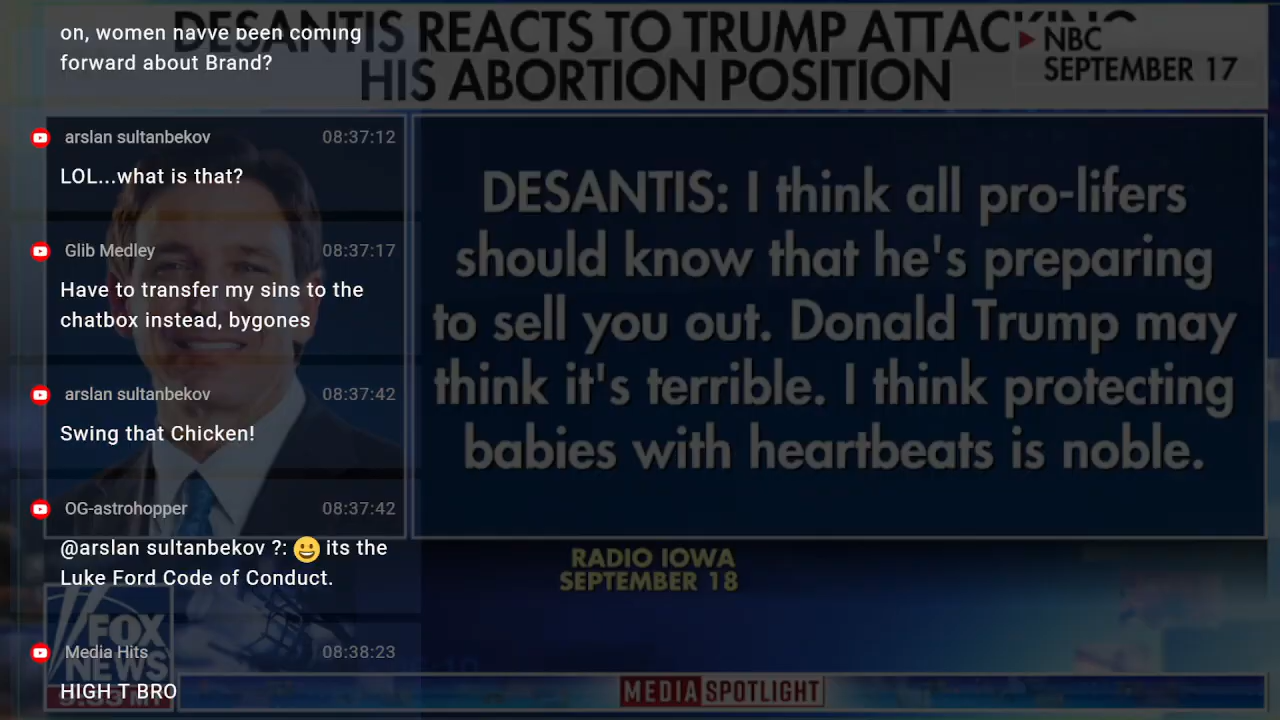 DESANTIS REACTS TO TRUMP ATTACKING
HIS ABORTION POSITION
NBC
SEPTEMBER 17
on, women navve been coming
forward about Brand?
arslan sultanbekov 08:37:12
LOL...what is that?
Glib Medley 08:37:17
Have to transfer my sins to the
chatbox instead, bygones
arslan sultanbekov 08:37:42
Swing that Chicken!
OG-astrohopper 08:37:42
@arslan sultanbekov ?: 😀 its the
Luke Ford Code of Conduct.
Media Hits 08:38:23
HIGH T BRO
DESANTIS: I think all pro-lifers
should know that he's preparing
to sell you out. Donald Trump may
think it's terrible. I think protecting
babies with heartbeats is noble.
RADIO IOWA
SEPTEMBER 18
FOX
NEWS
MEDIA SPOTLIGHT